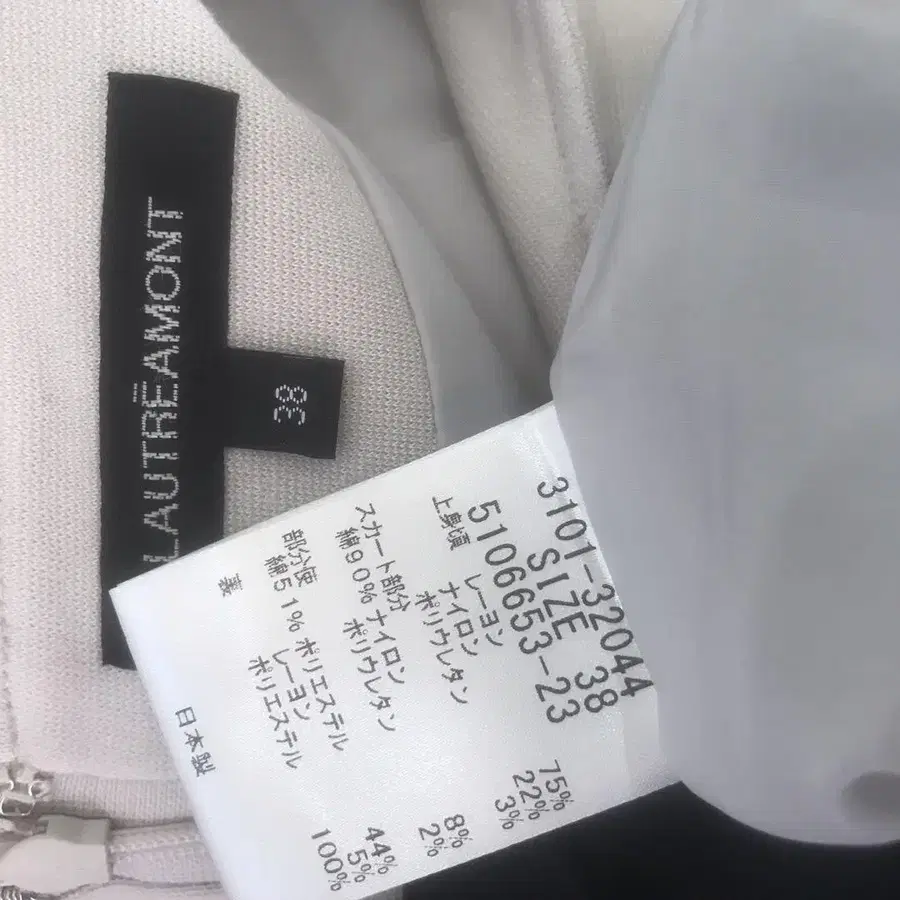 LAUTRÉAMONT
38
3101-32044
SIZE 38
5106653-23
上身頃 レーヨン 75%
ナイロン 22%
ポリウレタン 3%
スカート部分
綿90% ナイロン 8%
ポリウレタン 2%
部分使
綿51% ポリエステル 44%
レーヨン 5%
裏 ポリエステル 100%
日本製